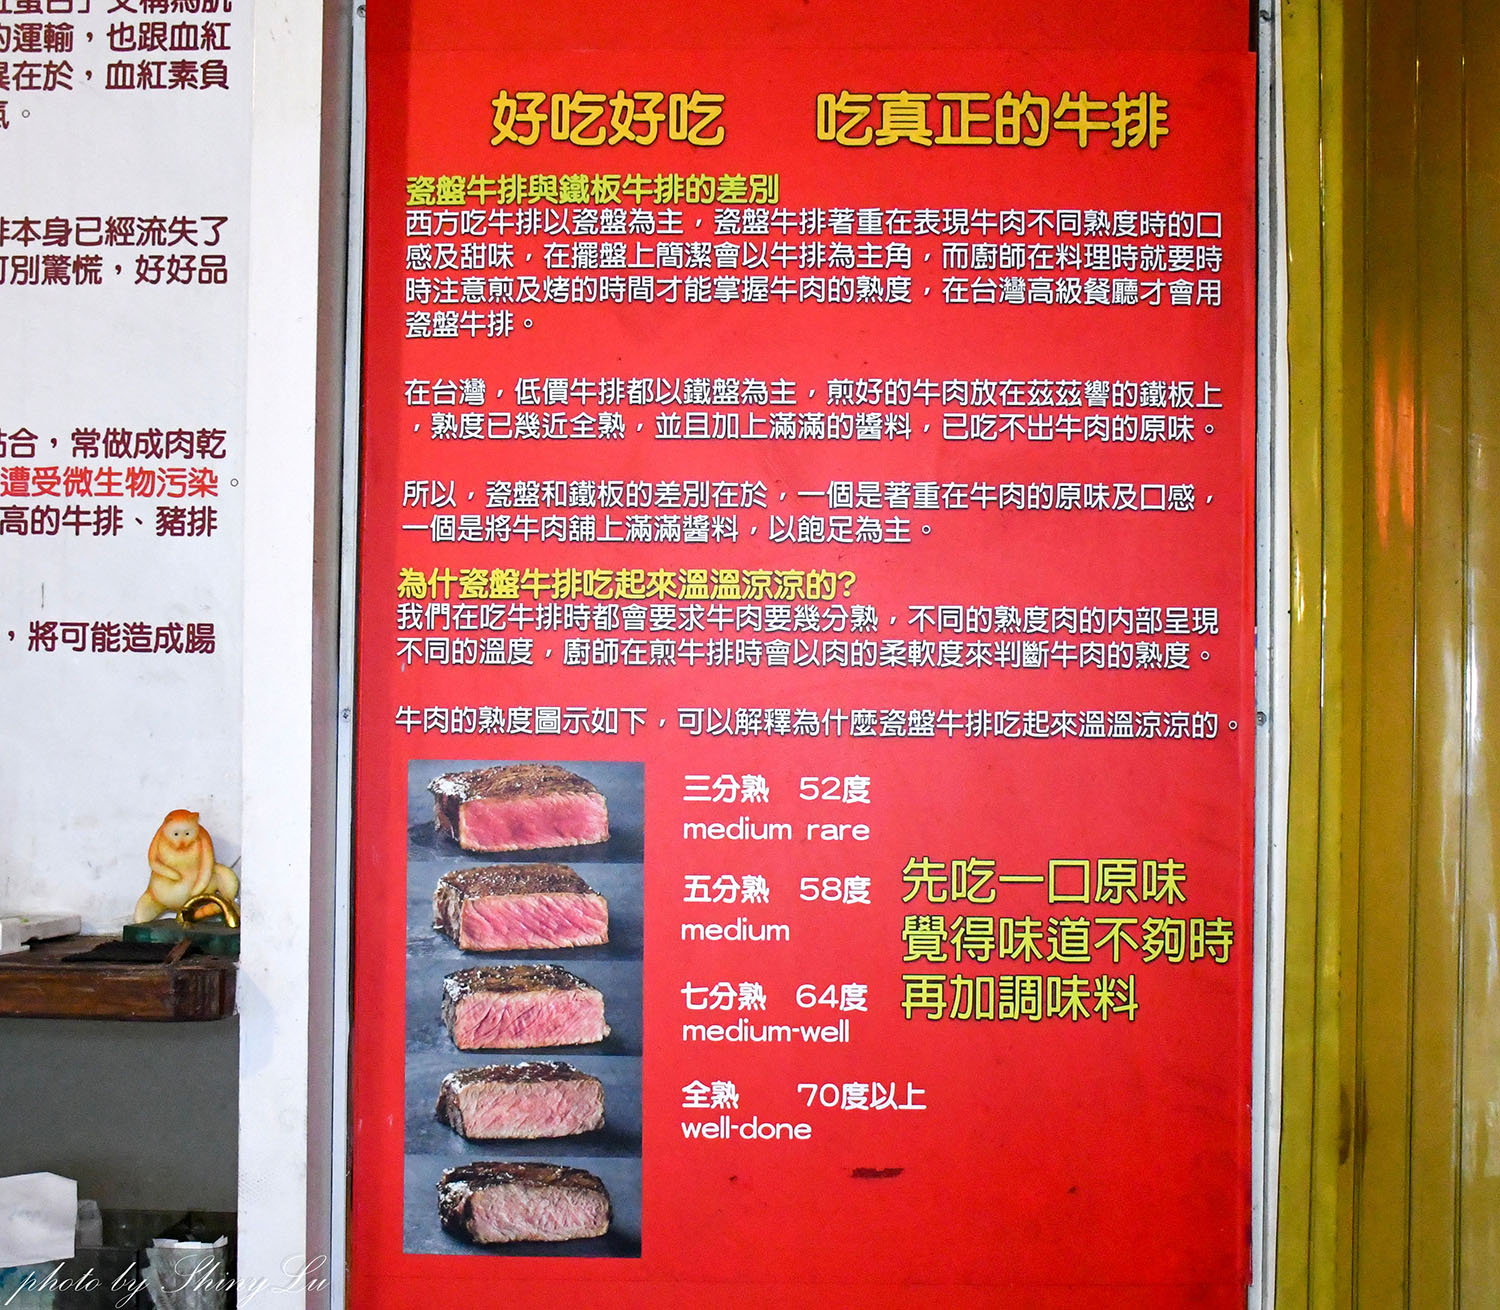 的運輸，也跟血紅
異在於，血紅素負
氣。
排本身已經流失了
可別驚慌，好好品
合，常做成肉乾
遭受微生物污染。
高的牛排、豬排
，將可能造成腸
好吃好吃 吃真正的牛排
瓷盤牛排與鐵板牛排的差別
西方吃牛排以瓷盤為主，瓷盤牛排著重在表現牛肉不同熟度時的口
感及甜味，在擺盤上簡潔會以牛排為主角，而廚師在料理時就要時
時注意煎及烤的時間才能掌握牛肉的熟度，在台灣高級餐廳才會用
瓷盤牛排。
在台灣，低價牛排都以鐵盤為主，煎好的牛肉放在茲茲響的鐵板上
，熟度已幾近全熟，並且加上滿滿的醬料，已吃不出牛肉的原味。
所以，瓷盤和鐵板的差別在於，一個是著重在牛肉的原味及口感，
一個是將牛肉舖上滿滿醬料，以飽足為主。
為什瓷盤牛排吃起來溫溫涼涼的?
我們在吃牛排時都會要求牛肉要幾分熟，不同的熟度肉的內部呈現
不同的溫度，廚師在煎牛排時會以肉的柔軟度來判斷牛肉的熟度。
牛肉的熟度圖示如下，可以解釋為什麼瓷盤牛排吃起來溫溫涼涼的。
三分熟 52度
medium rare
五分熟 58度
medium
七分熟 64度
medium-well
全熟 70度以上
well-done
先吃一口原味
覺得味道不夠時
再加調味料
photo by Shiny Lu